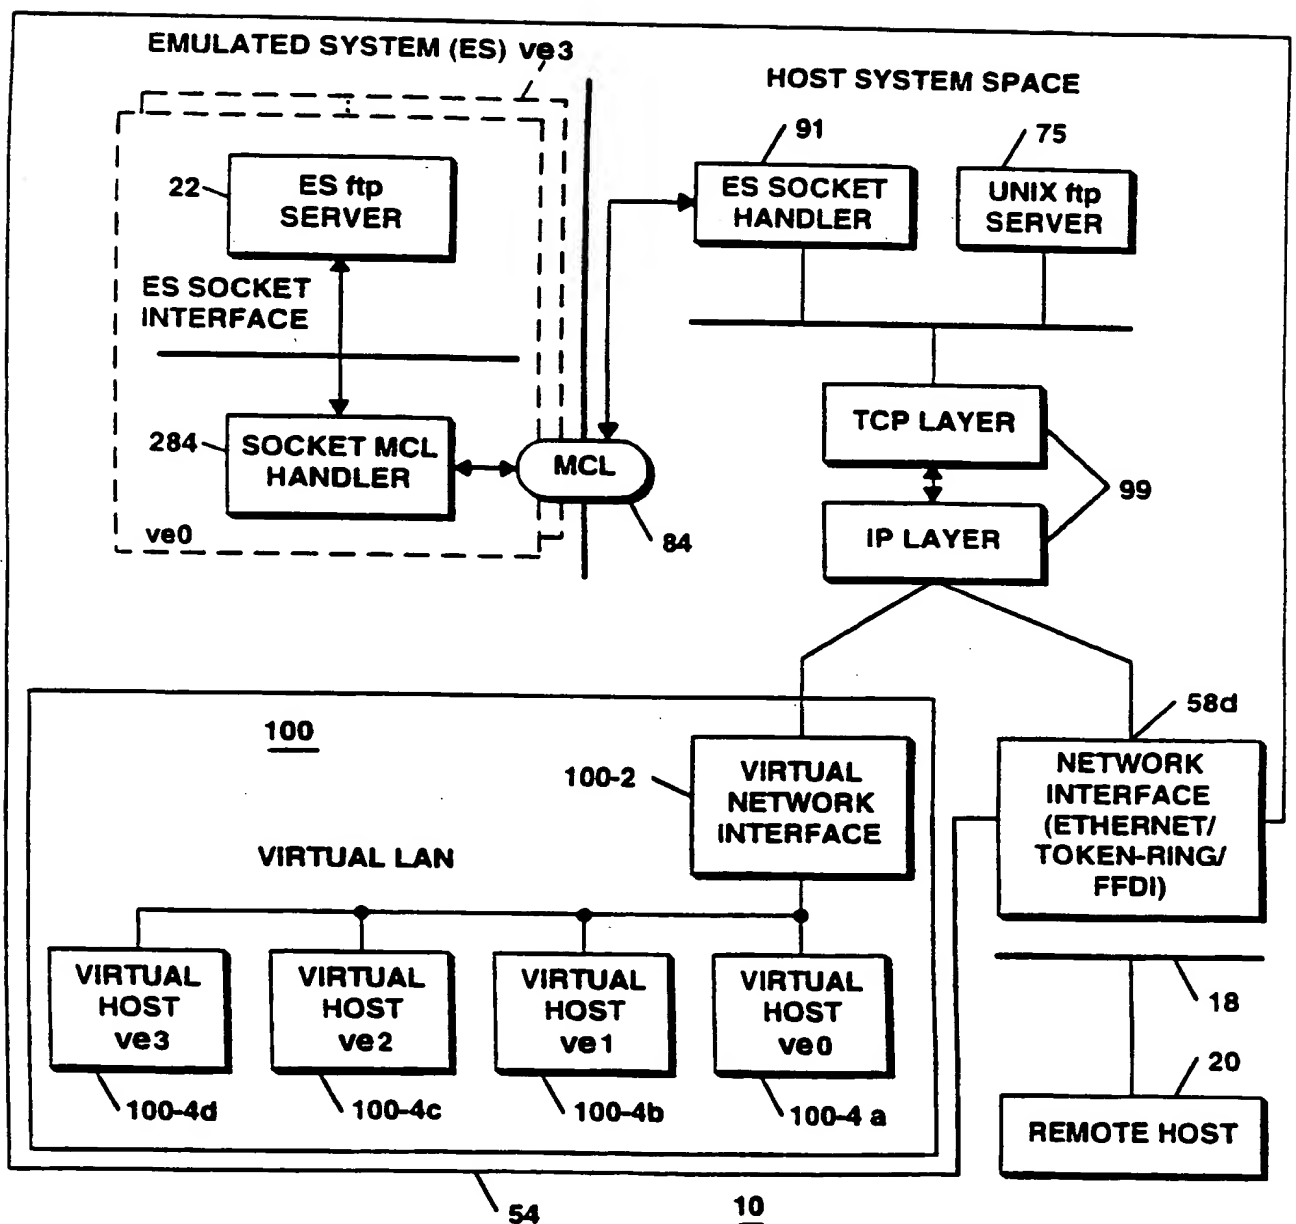 EMULATED SYSTEM (ES) ve3
HOST SYSTEM SPACE
91
75
22
ES ftp
SERVER
ES SOCKET
HANDLER
UNIX ftp
SERVER
ES SOCKET
INTERFACE
284
SOCKET MCL
HANDLER
MCL
TCP LAYER
99
ve0
84
IP LAYER
58d
100
100-2
VIRTUAL
NETWORK
INTERFACE
NETWORK
INTERFACE
(ETHERNET/
TOKEN-RING/
FFDI)
VIRTUAL LAN
VIRTUAL
HOST
ve3
VIRTUAL
HOST
ve2
VIRTUAL
HOST
ve1
VIRTUAL
HOST
ve0
18
20
100-4d
100-4c
100-4b
100-4a
REMOTE HOST
54
10